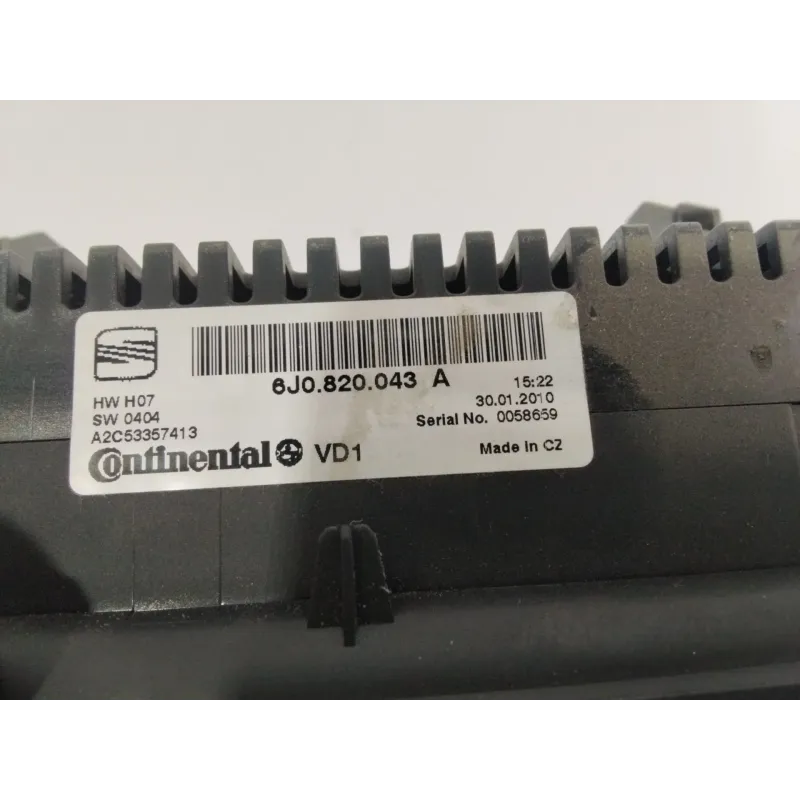 6J0.820.043 A
15:22
30.01.2010
Serial No. 0058659
HW H07
SW 0404
A2C53357413
Continental VD1
Made in CZ